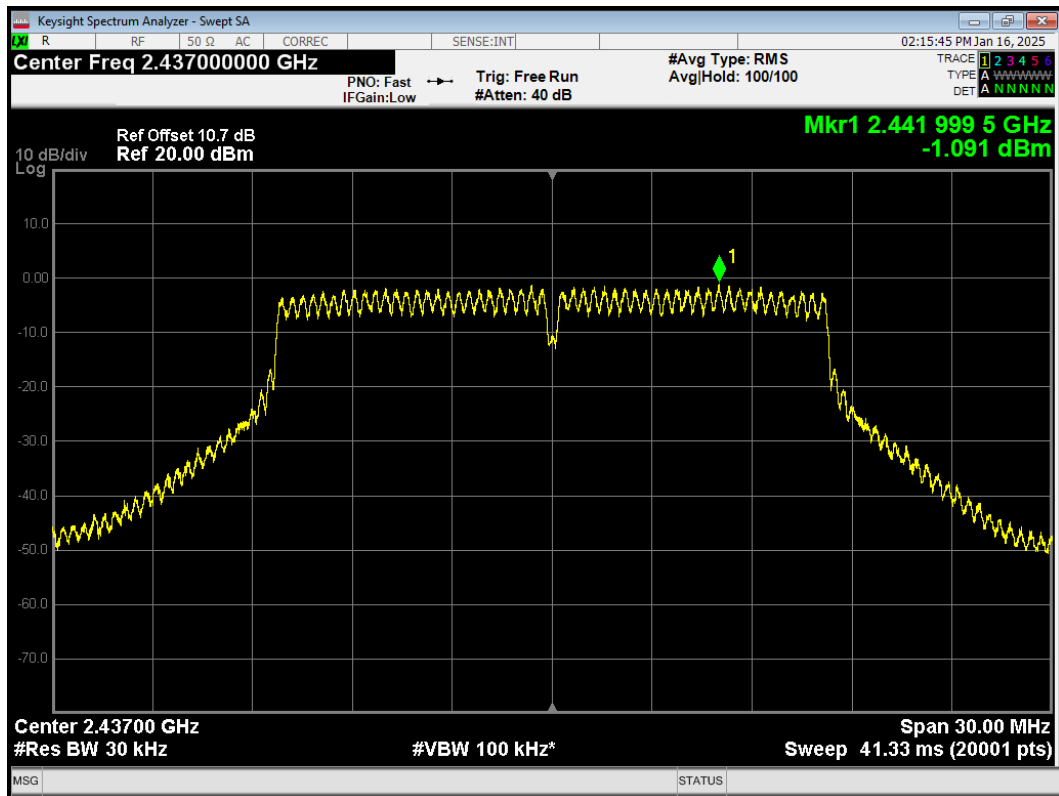 Keysight Spectrum Analyzer - Swept SA
LXI R RF 50 Ω AC CORREC SENSE:INT 02:15:45 PM Jan 16, 2025
Center Freq 2.437000000 GHz
PNO: Fast
IFGain:Low
Trig: Free Run
#Atten: 40 dB
#Avg Type: RMS
Avg|Hold: 100/100
TRACE 1 2 3 4 5 6
TYPE A WWWWW
DET A N N N N N
Mkr1 2.441 999 5 GHz
-1.091 dBm
Ref Offset 10.7 dB
10 dB/div Ref 20.00 dBm
Log
10.0
0.00
-10.0
-20.0
-30.0
-40.0
-50.0
-60.0
-70.0
1
Center 2.43700 GHz Span 30.00 MHz
#Res BW 30 kHz #VBW 100 kHz* Sweep 41.33 ms (20001 pts)
MSG STATUS